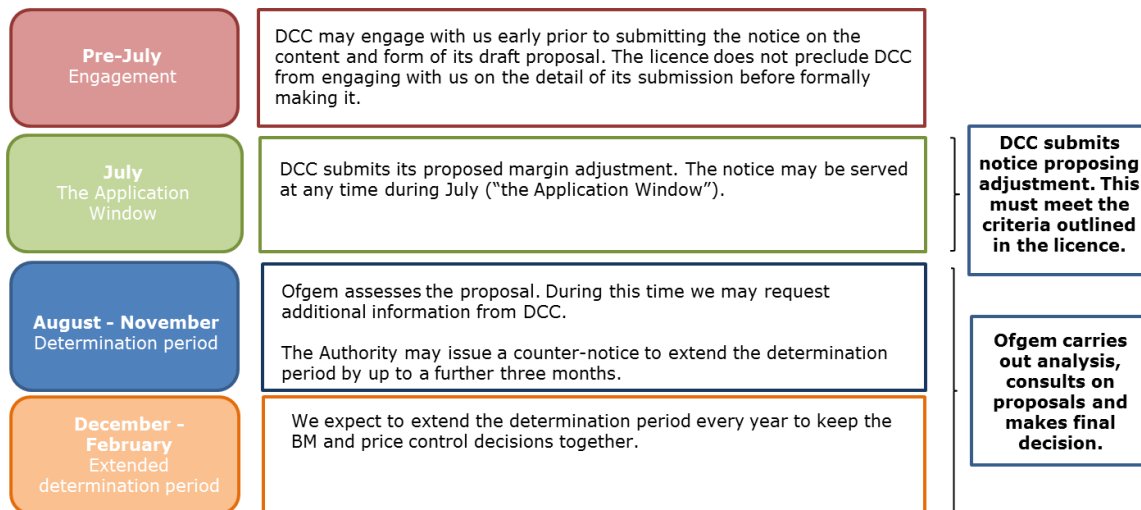 Pre-July
Engagement
DCC may engage with us early prior to submitting the notice on the
content and form of its draft proposal. The licence does not preclude DCC
from engaging with us on the detail of its submission before formally
making it.
July
The Application
Window
DCC submits its proposed margin adjustment. The notice may be served
at any time during July (“the Application Window”).
DCC submits
notice proposing
adjustment. This
must meet the
criteria outlined
in the licence.
August - November
Determination period
Ofgem assesses the proposal. During this time we may request
additional information from DCC.
The Authority may issue a counter-notice to extend the determination
period by up to a further three months.
December -
February
Extended
determination period
We expect to extend the determination period every year to keep the
BM and price control decisions together.
Ofgem carries
out analysis,
consults on
proposals and
makes final
decision.